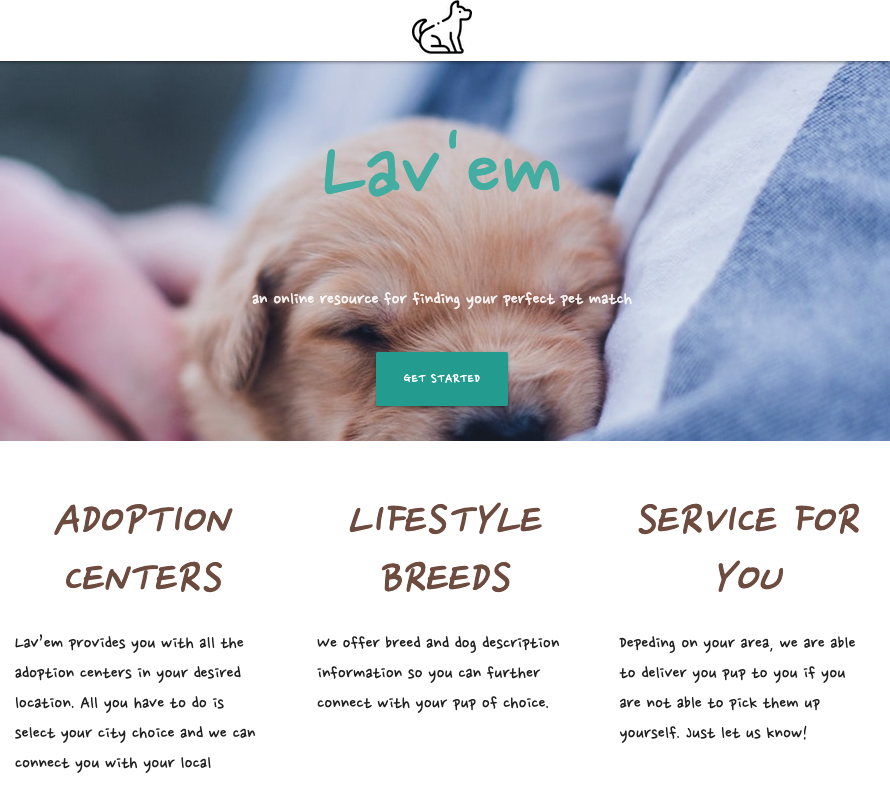 Lav'em
an online resource for finding your perfect pet match
GET STARTED
ADOPTION
CENTERS
Lav'em provides you with all the
adoption centers in your desired
location. All you have to do is
select your city choice and we can
connect you with your local
LIFESTYLE
BREEDS
We offer breed and dog description
information so you can further
connect with your pup of choice.
SERVICE FOR
YOU
Depeding on your area, we are able
to deliver you pup to you if you
are not able to pick them up
yourself. Just let us know!